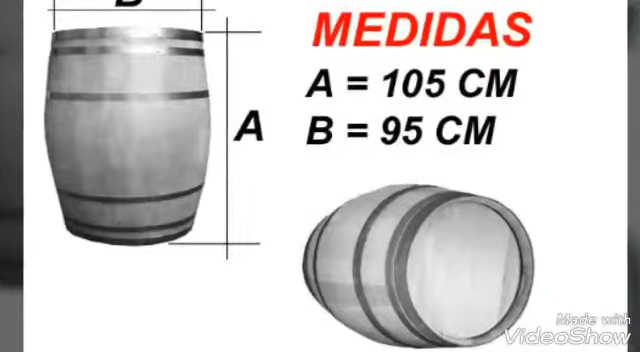 B
MEDIDAS
A = 105 CM
A
B = 95 CM
Made with
VideoShow